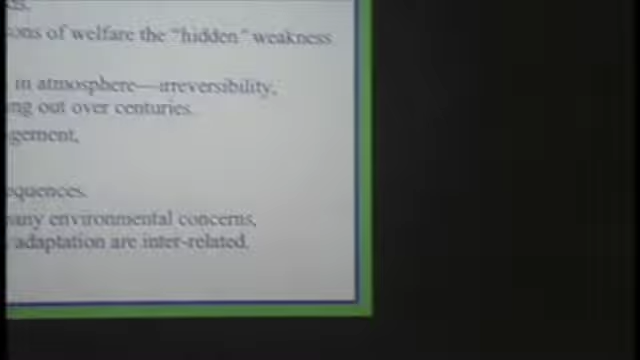 ons of welfare the "hidden" weakness
in atmosphere—irreversibility,
ng out over centuries.
gement,
equences.
any environmental concerns,
adaptation are inter-related.